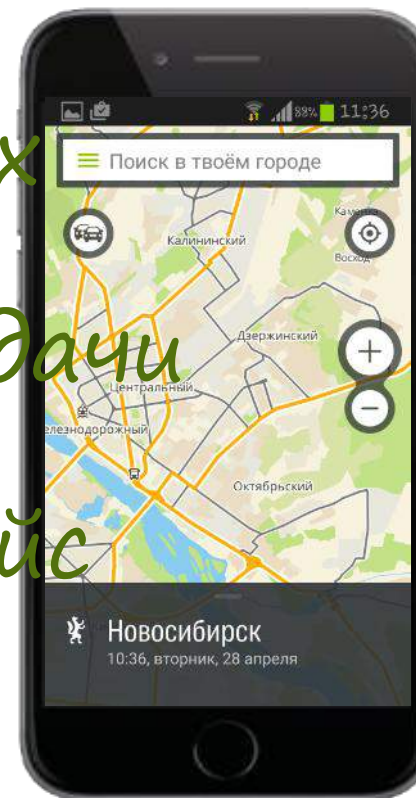 88% 11:36
х
Поиск в твоём городе
Калининский
Восход
Дзержинский
дачи
Центральный
елезнодорожный
Октябрьский
йс
Новосибирск
10:36, вторник, 28 апреля